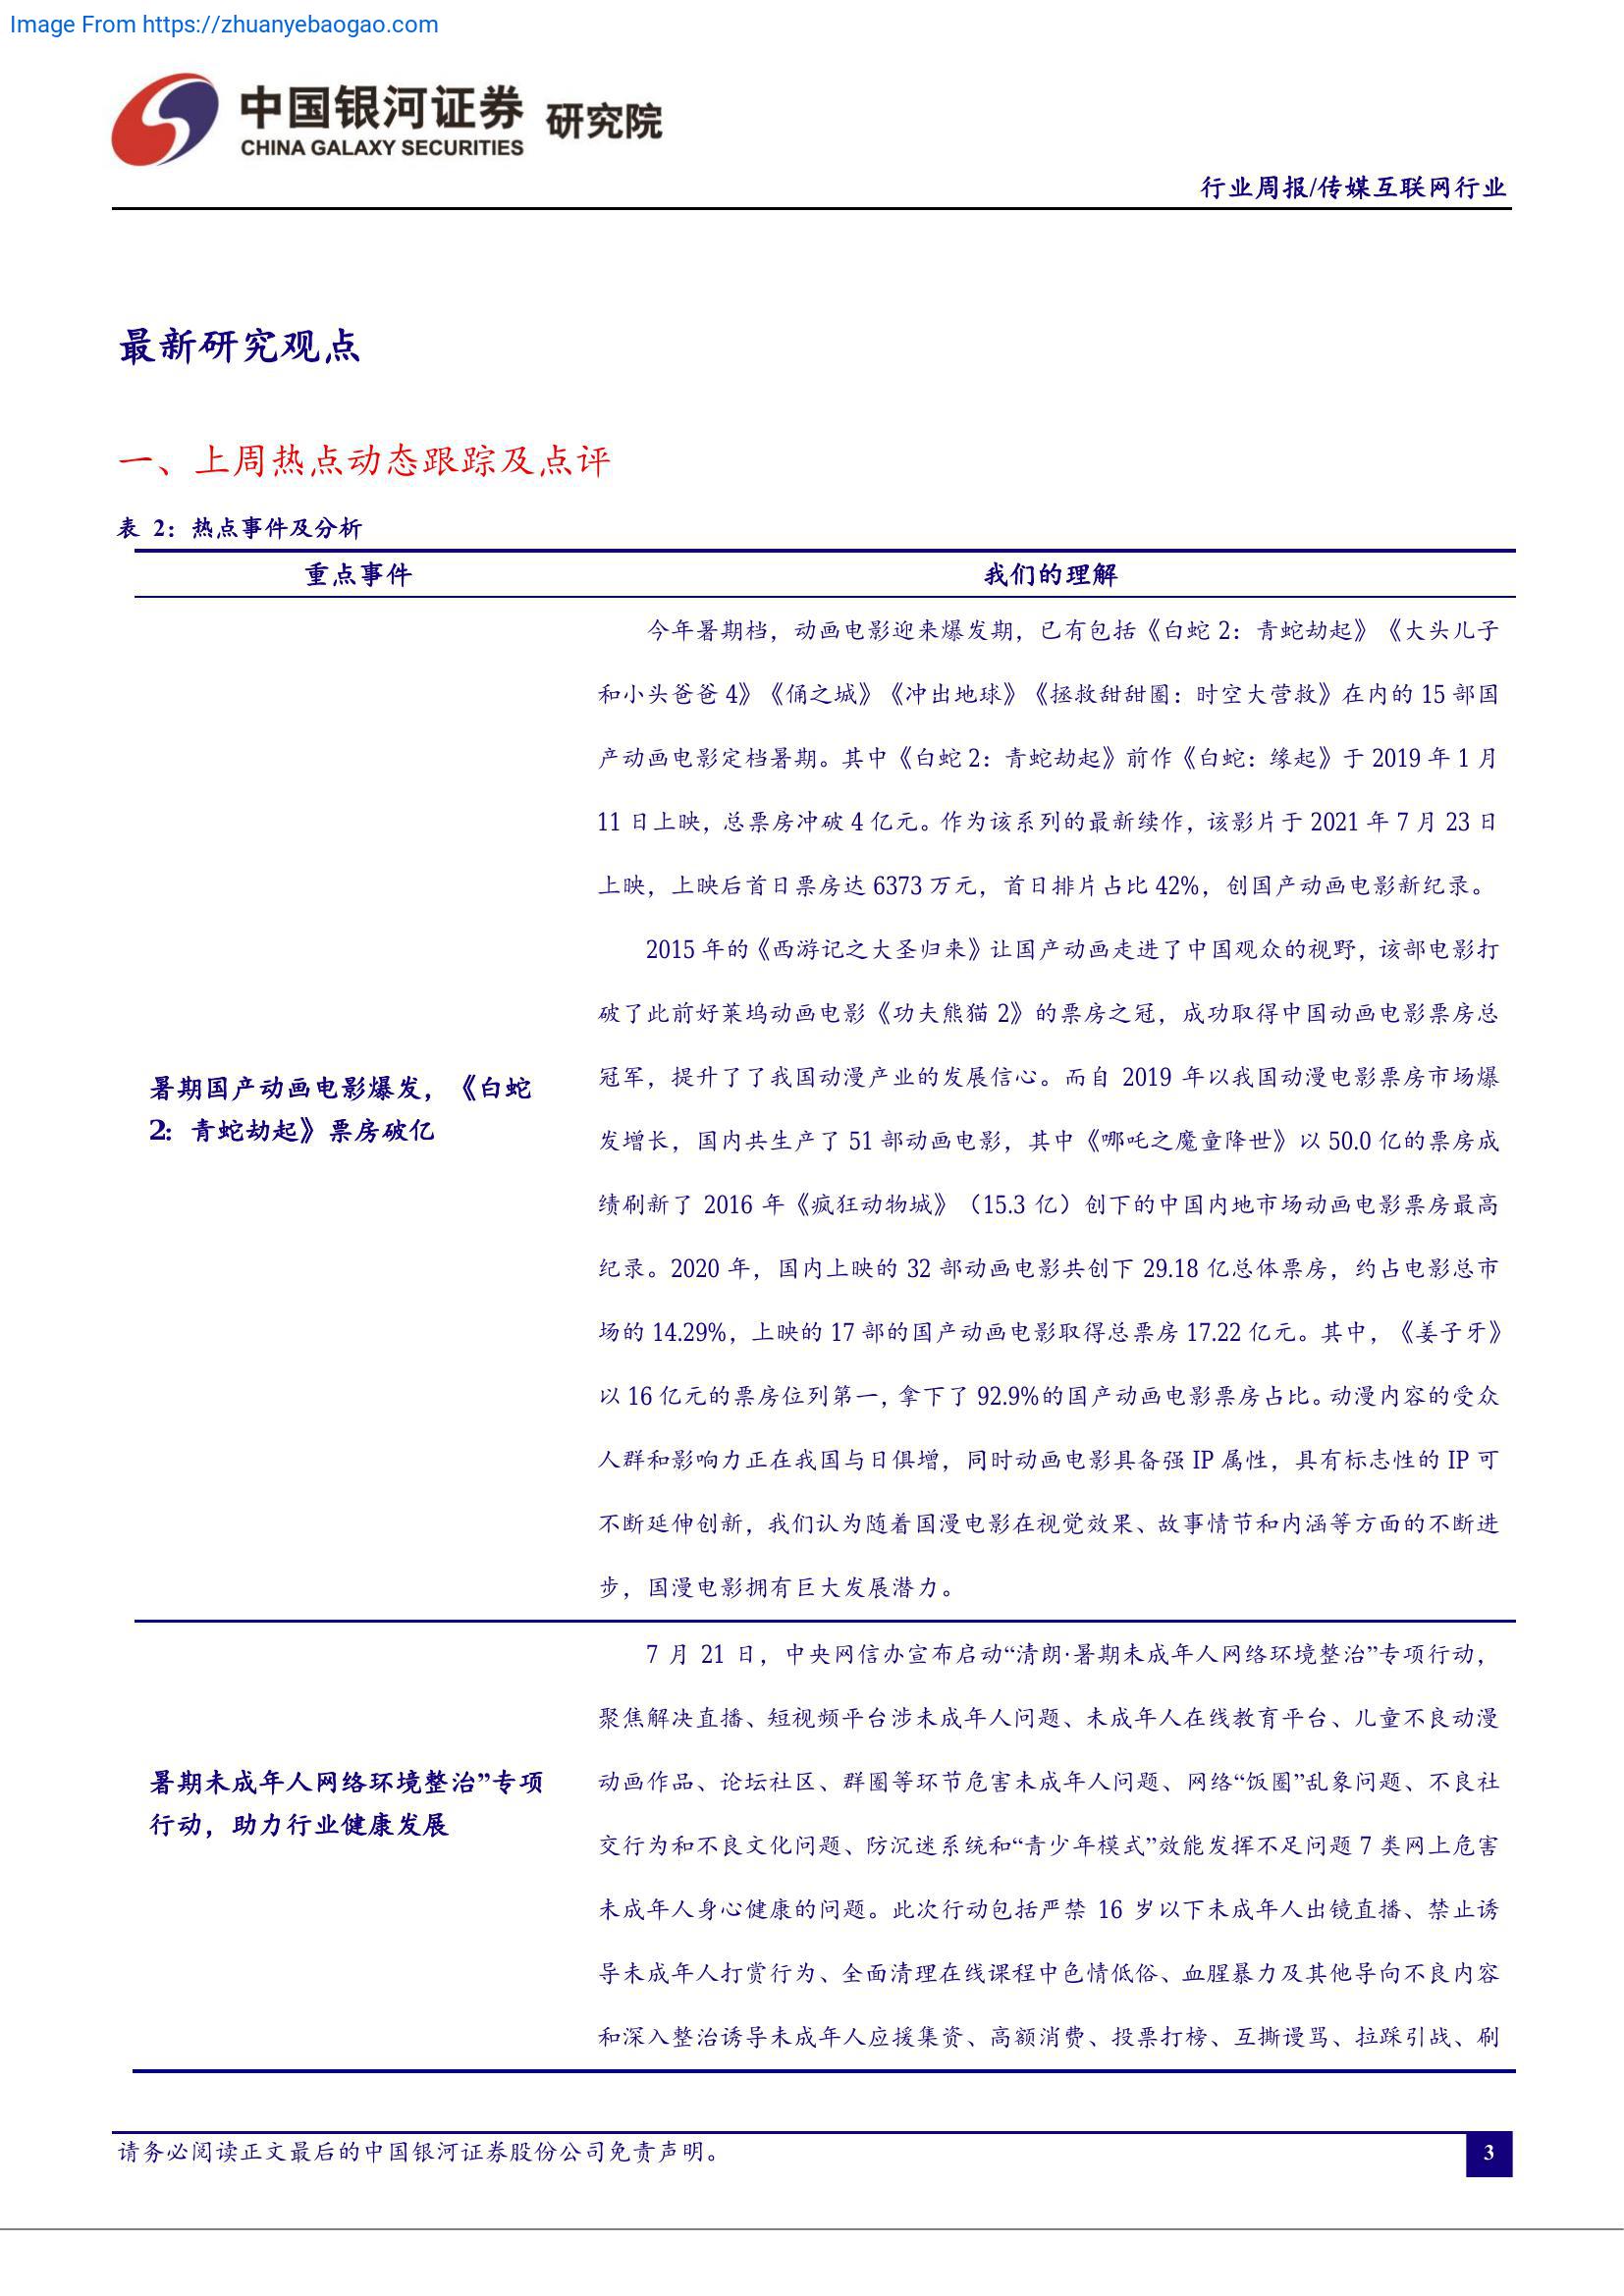 Image From https://zhuanyebaogao.com
中国银河证券 研究院
CHINA GALAXY SECURITIES
行业周报/传媒互联网行业
最新研究观点
一、上周热点动态跟踪及点评
表 2：热点事件及分析
重点事件 我们的理解
暑期国产动画电影爆发，《白蛇
2：青蛇劫起》票房破亿
今年暑期档，动画电影迎来爆发期，已有包括《白蛇 2：青蛇劫起》《大头儿子
和小头爸爸 4》《俑之城》《冲出地球》《拯救甜甜圈：时空大营救》在内的 15 部国
产动画电影定档暑期。其中《白蛇 2：青蛇劫起》前作《白蛇：缘起》于 2019 年 1 月
11 日上映，总票房冲破 4 亿元。作为该系列的最新续作，该影片于 2021 年 7 月 23 日
上映，上映后首日票房达 6373 万元，首日排片占比 42%，创国产动画电影新纪录。
2015 年的《西游记之大圣归来》让国产动画走进了中国观众的视野，该部电影打
破了此前好莱坞动画电影《功夫熊猫 2》的票房之冠，成功取得中国动画电影票房总
冠军，提升了了我国动漫产业的发展信心。而自 2019 年以我国动漫电影票房市场爆
发增长，国内共生产了 51 部动画电影，其中《哪吒之魔童降世》以 50.0 亿的票房成
绩刷新了 2016 年《疯狂动物城》（15.3 亿）创下的中国内地市场动画电影票房最高
纪录。2020 年，国内上映的 32 部动画电影共创下 29.18 亿总体票房，约占电影总市
场的 14.29%，上映的 17 部的国产动画电影取得总票房 17.22 亿元。其中，《姜子牙》
以 16 亿元的票房位列第一，拿下了 92.9%的国产动画电影票房占比。动漫内容的受众
人群和影响力正在我国与日俱增，同时动画电影具备强 IP 属性，具有标志性的 IP 可
不断延伸创新，我们认为随着国漫电影在视觉效果、故事情节和内涵等方面的不断进
步，国漫电影拥有巨大发展潜力。
暑期未成年人网络环境整治”专项
行动，助力行业健康发展
7 月 21 日，中央网信办宣布启动“清朗·暑期未成年人网络环境整治”专项行动，
聚焦解决直播、短视频平台涉未成年人问题、未成年人在线教育平台、儿童不良动漫
动画作品、论坛社区、群圈等环节危害未成年人问题、网络“饭圈”乱象问题、不良社
交行为和不良文化问题、防沉迷系统和“青少年模式”效能发挥不足问题 7 类网上危害
未成年人身心健康的问题。此次行动包括严禁 16 岁以下未成年人出镜直播、禁止诱
导未成年人打赏行为、全面清理在线课程中色情低俗、血腥暴力及其他导向不良内容
和深入整治诱导未成年人应援集资、高额消费、投票打榜、互撕谩骂、拉踩引战、刷
请务必阅读正文最后的中国银河证券股份公司免责声明。
3